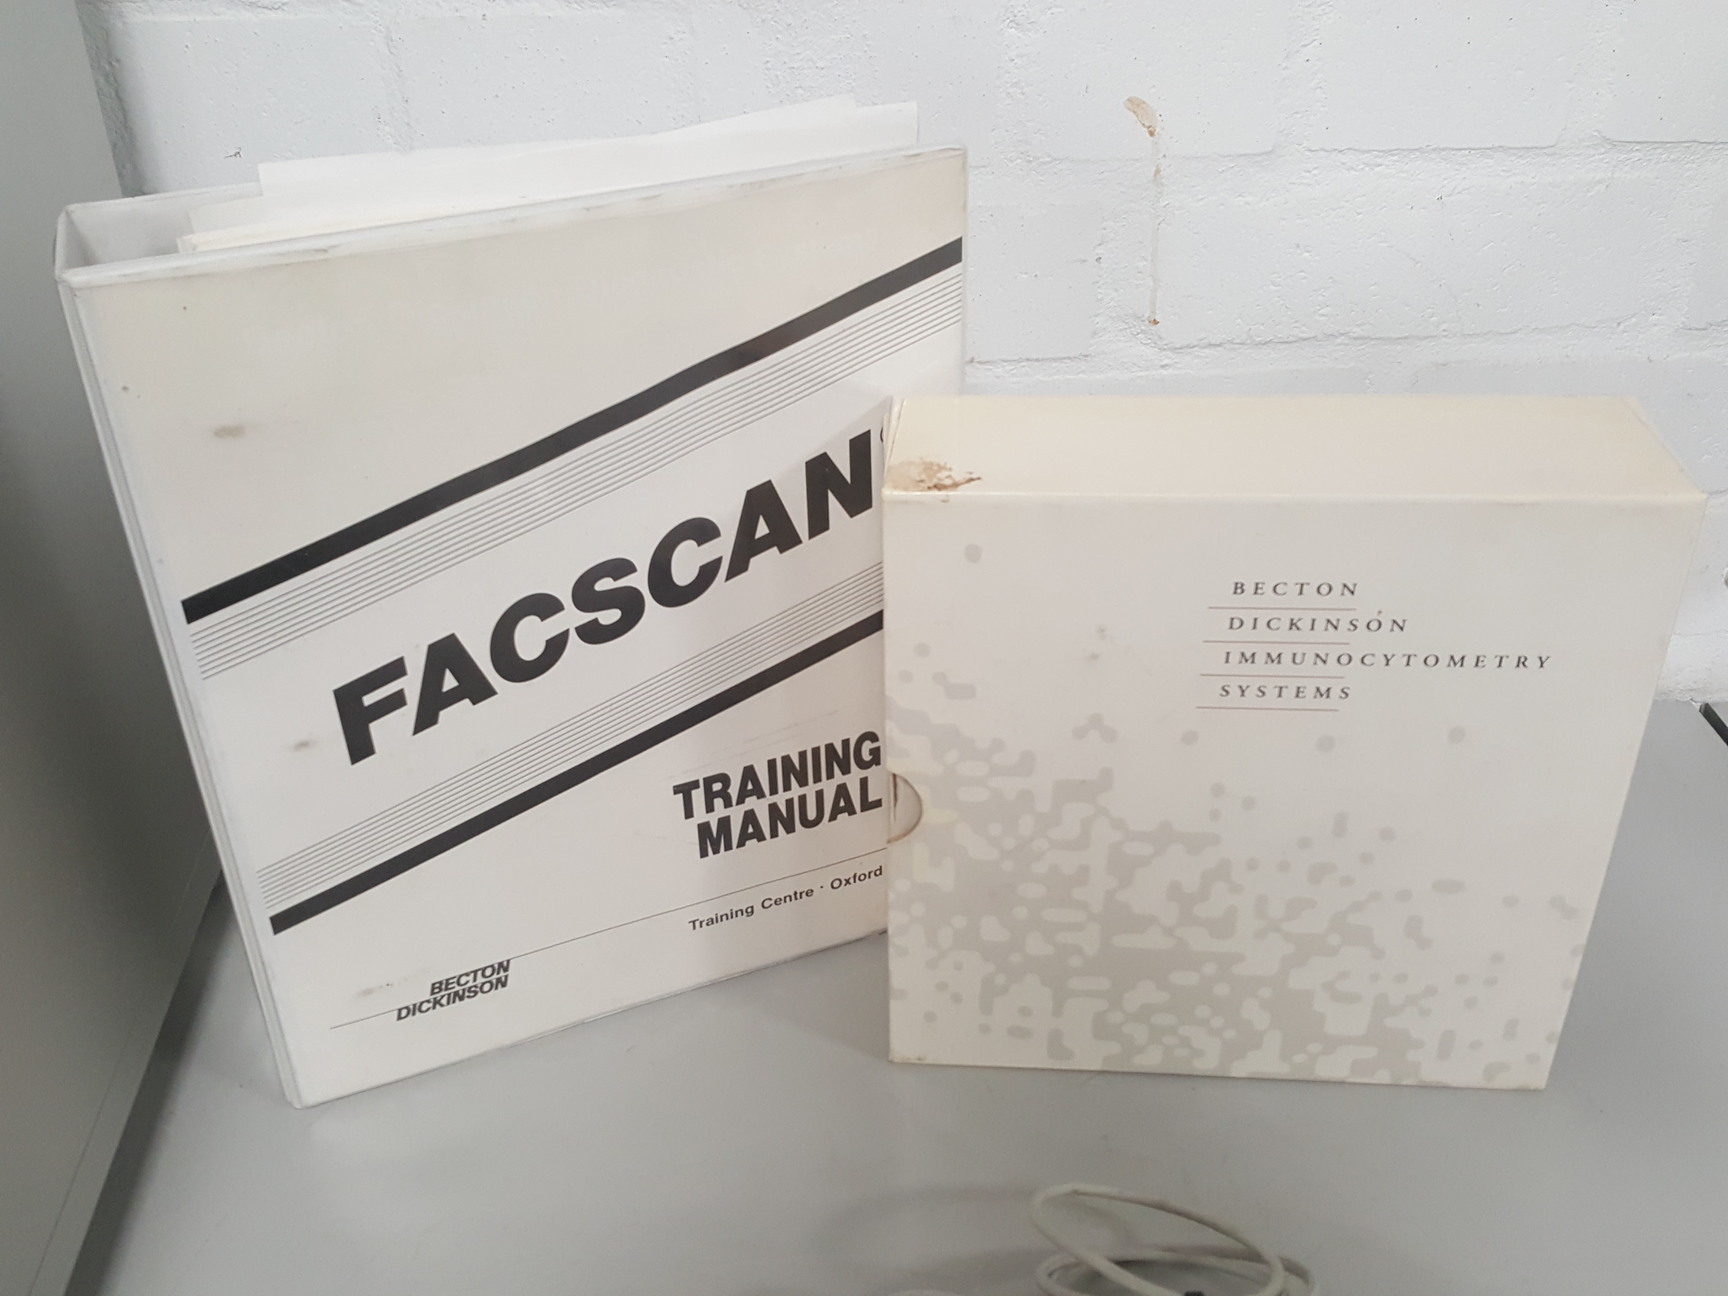 FACSCAN
TRAINING
MANUAL
Training Centre · Oxford
BECTON
DICKINSON
BECTON
DICKINSON
IMMUNOCYTOMETRY
SYSTEMS